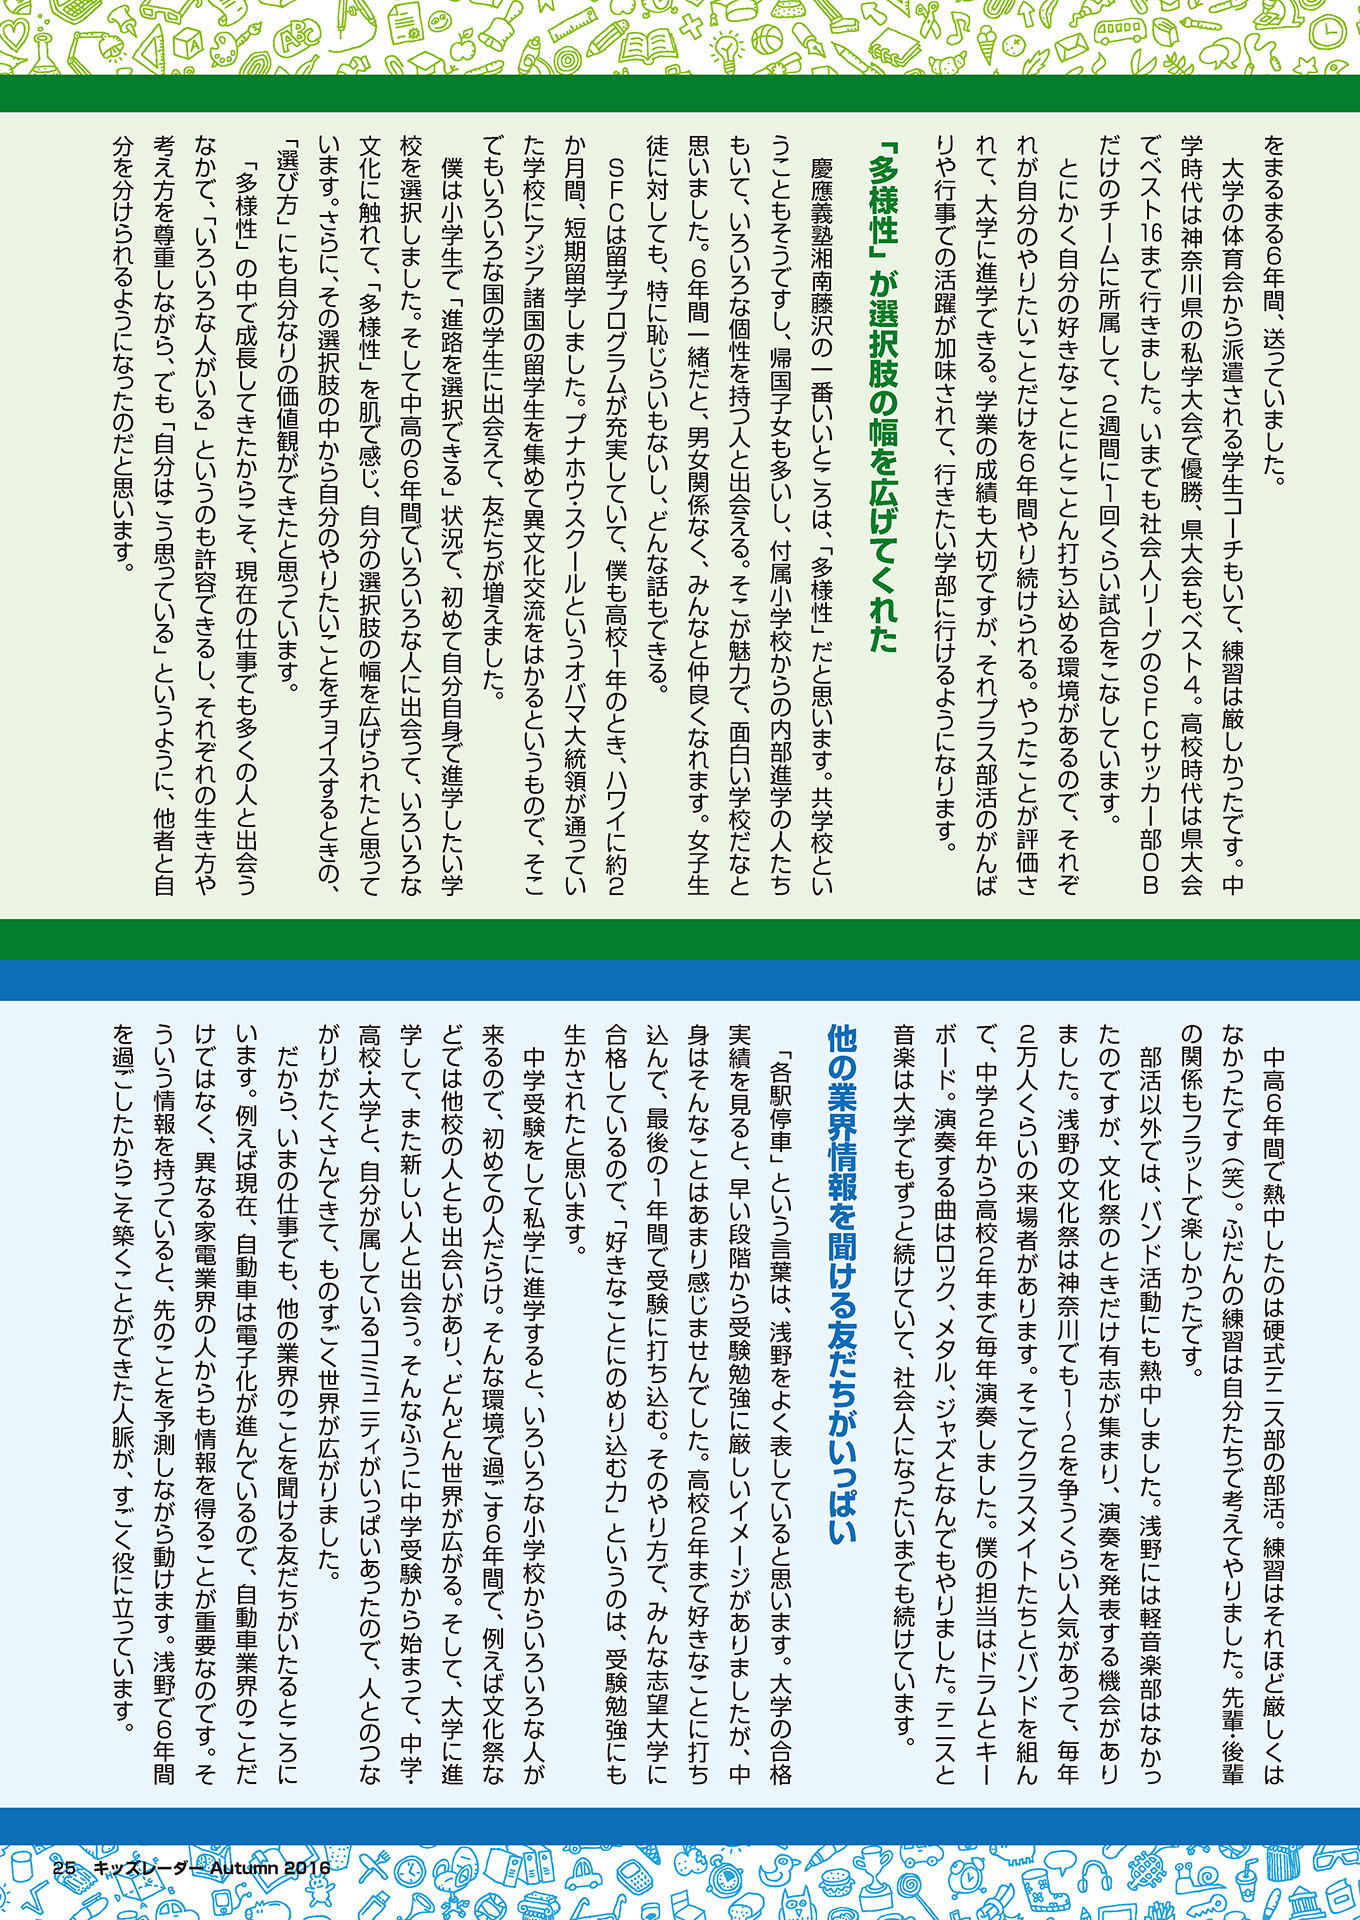 をまるまる6年間、送っていました。
　大学の体育会から派遣される学生コーチもいて、練習は厳しかったです。中
学時代は神奈川県の私学大会で優勝、県大会もベスト4。高校時代は県大会
でベスト16まで行きました。いまでも社会人リーグのSFCサッカー部OB
だけのチームに所属して、2週間に1回くらい試合をこなしています。
　とにかく自分の好きなことにとことん打ち込める環境があるので、それぞ
れが自分のやりたいことだけを6年間やり続けられる。やったことが評価さ
れて、大学に進学できる。学業の成績も大切ですが、それプラス部活のがんば
りや行事での活躍が加味されて、行きたい学部に行けるようになります。
「多様性」が選択肢の幅を広げてくれた
　慶應義塾湘南藤沢の一番いいところは、「多様性」だと思います。共学校とい
うこともそうですし、帰国子女も多いし、付属小学校からの内部進学の人たち
もいて、いろいろな個性を持つ人と出会える。そこが魅力で、面白い学校だなと
思いました。6年間一緒だと、男女関係なく、みんなと仲良くなれます。女子生
徒に対しても、特に恥じらいもないし、どんな話もできる。
　SFCは留学プログラムが充実していて、僕も高校1年のとき、ハワイに約2
か月間、短期留学しました。プナホウ・スクールというオバマ大統領が通ってい
た学校にアジア諸国の留学生を集めて異文化交流をはかるというもので、そこ
でもいろいろな国の学生に出会えて、友だちが増えました。
　僕は小学生で「進路を選択できる」状況で、初めて自分自身で進学したい学
校を選択しました。そして中高の6年間でいろいろな人に出会って、いろいろな
文化に触れて、「多様性」を肌で感じ、自分の選択肢の幅を広げられたと思って
います。さらに、その選択肢の中から自分のやりたいことをチョイスするときの、
「選び方」にも自分なりの価値観ができたと思っています。
　「多様性」の中で成長してきたからこそ、現在の仕事でも多くの人と出会う
なかで、「いろいろな人がいる」というのも許容できるし、それぞれの生き方や
考え方を尊重しながら、でも「自分はこう思っている」というように、他者と自
分を分けられるようになったのだと思います。
　中高6年間で熱中したのは硬式テニス部の部活。練習はそれほど厳しくは
なかったです（笑）。ふだんの練習は自分たちで考えてやりました。先輩・後輩
の関係もフラットで楽しかったです。
　部活以外では、バンド活動にも熱中しました。浅野には軽音楽部はなかっ
たのですが、文化祭のときだけ有志が集まり、演奏を発表する機会があり
ました。浅野の文化祭は神奈川でも1〜2を争うくらい人気があって、毎年
2万人くらいの来場者があります。そこでクラスメイトたちとバンドを組ん
で、中学2年から高校2年まで毎年演奏しました。僕の担当はドラムとキー
ボード。演奏する曲はロック、メタル、ジャズとなんでもやりました。テニスと
音楽は大学でもずっと続けていて、社会人になったいまでも続けています。
他の業界情報を聞ける友だちがいっぱい
　「各駅停車」という言葉は、浅野をよく表していると思います。大学の合格
実績を見ると、早い段階から受験勉強に厳しいイメージがありましたが、中
身はそんなことはあまり感じませんでした。高校2年まで好きなことに打ち
込んで、最後の1年間で受験に打ち込む。そのやり方で、みんな志望大学に
合格しているので、「好きなことにのめり込む力」というのは、受験勉強にも
生かされたと思います。
　中学受験をして私学に進学すると、いろいろな小学校からいろいろな人が
来るので、初めての人だらけ。そんな環境で過ごす6年間で、例えば文化祭な
どでは他校の人とも出会いがあり、どんどん世界が広がる。そして、大学に進
学して、また新しい人と出会う。そんなふうに中学受験から始まって、中学・
高校・大学と、自分が属しているコミュニティがいっぱいあったので、人とのつな
がりがたくさんできて、ものすごく世界が広がりました。
　だから、いまの仕事でも、他の業界のことを聞ける友だちがいたるところに
います。例えば現在、自動車は電子化が進んでいるので、自動車業界のことだ
けではなく、異なる家電業界の人からも情報を得ることが重要なのです。そ
ういう情報を持っていると、先のことを予測しながら動けます。浅野で6年間
を過ごしたからこそ築くことができた人脈が、すごく役に立っています。
25　キッズレーダー Autumn 2016